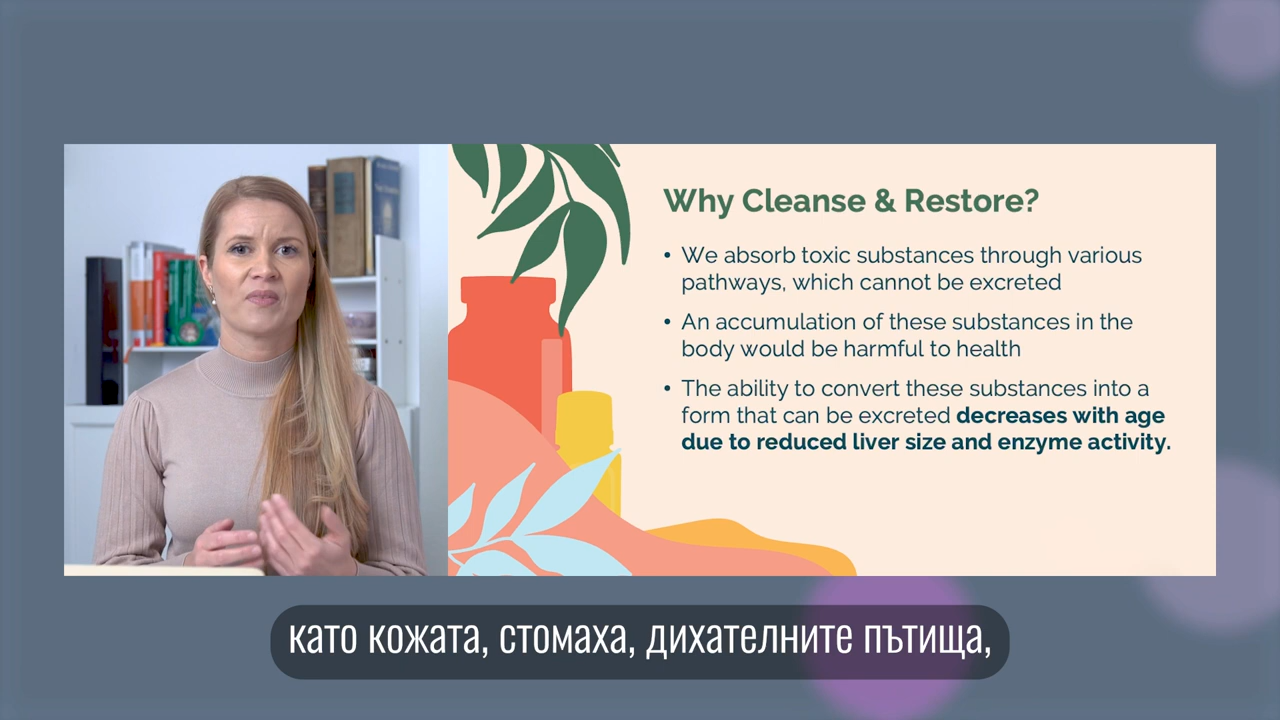 Why Cleanse & Restore?
• We absorb toxic substances through various
pathways, which cannot be excreted
• An accumulation of these substances in the
body would be harmful to health
• The ability to convert these substances into a
form that can be excreted decreases with age
due to reduced liver size and enzyme activity.
като кожата, стомаха, дихателните пътища,